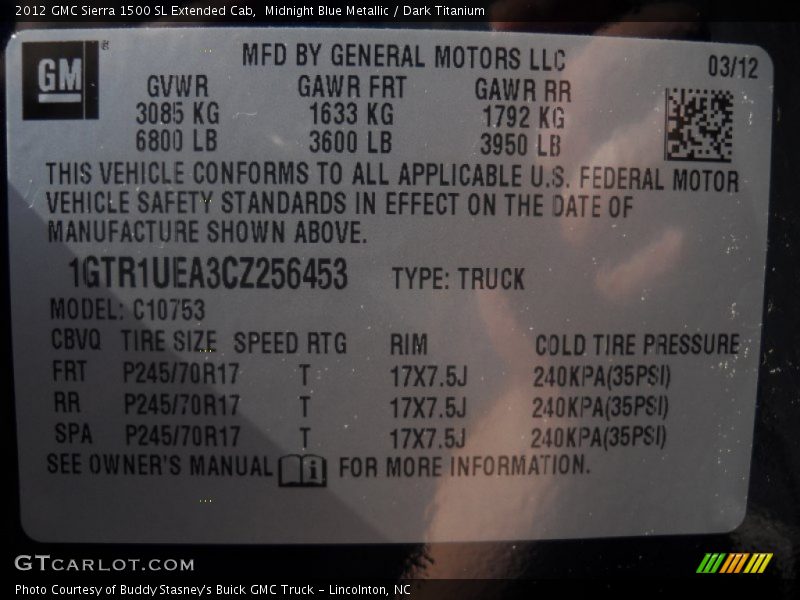 2012 GMC Sierra 1500 SL Extended Cab, Midnight Blue Metallic / Dark Titanium
GM
MFD BY GENERAL MOTORS LLC
03/12
GVWR GAWR FRT GAWR RR
3085 KG 1633 KG 1792 KG
6800 LB 3600 LB 3950 LB
THIS VEHICLE CONFORMS TO ALL APPLICABLE U.S. FEDERAL MOTOR
VEHICLE SAFETY STANDARDS IN EFFECT ON THE DATE OF
MANUFACTURE SHOWN ABOVE.
1GTR1UEA3CZ256453 TYPE: TRUCK
MODEL: C10753
CBVQ TIRE SIZE SPEED RTG RIM COLD TIRE PRESSURE
FRT P245/70R17 T 17X7.5J 240KPA(35PSI)
RR P245/70R17 T 17X7.5J 240KPA(35PSI)
SPA P245/70R17 T 17X7.5J 240KPA(35PSI)
SEE OWNER'S MANUAL i FOR MORE INFORMATION.
GTCARLOT.COM
Photo Courtesy of Buddy Stasney's Buick GMC Truck - Lincolnton, NC